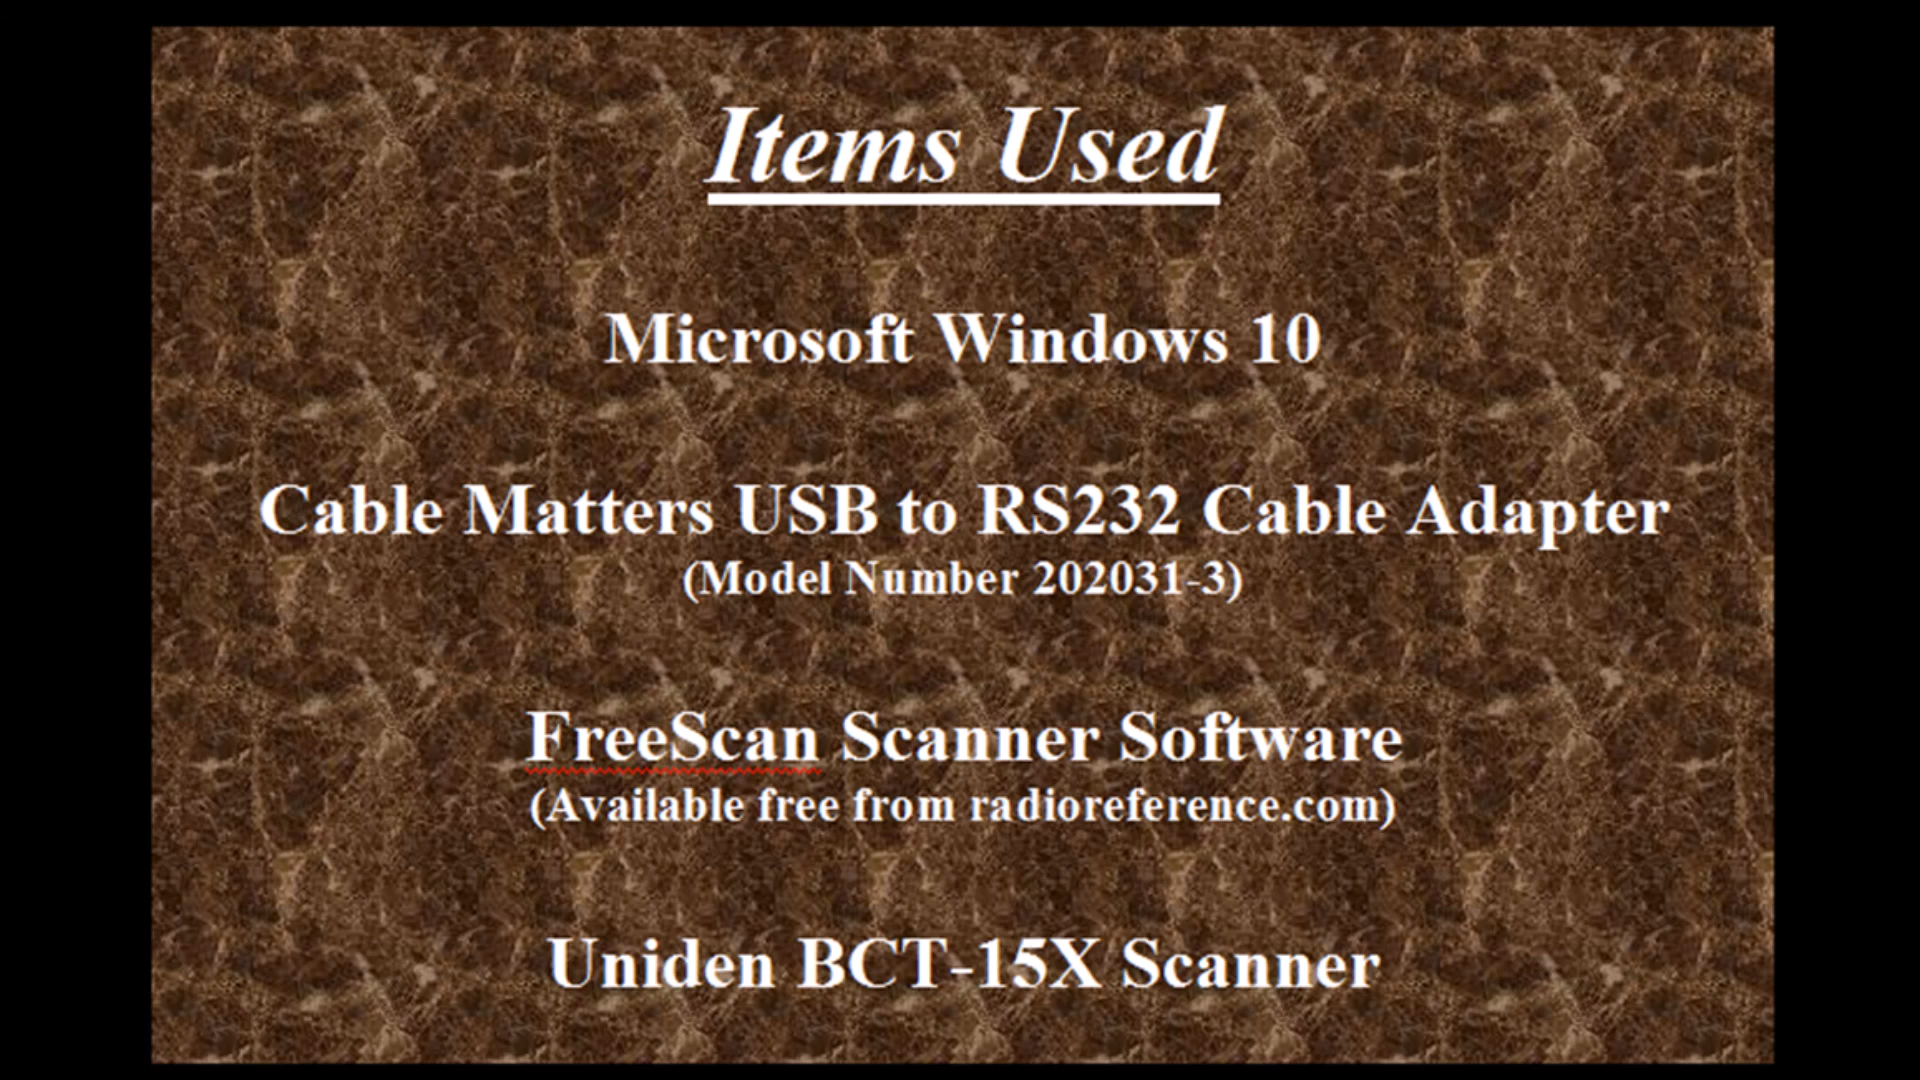 Items Used
Microsoft Windows 10
Cable Matters USB to RS232 Cable Adapter
(Model Number 202031-3)
FreeScan Scanner Software
(Available free from radioreference.com)
Uniden BCT-15X Scanner